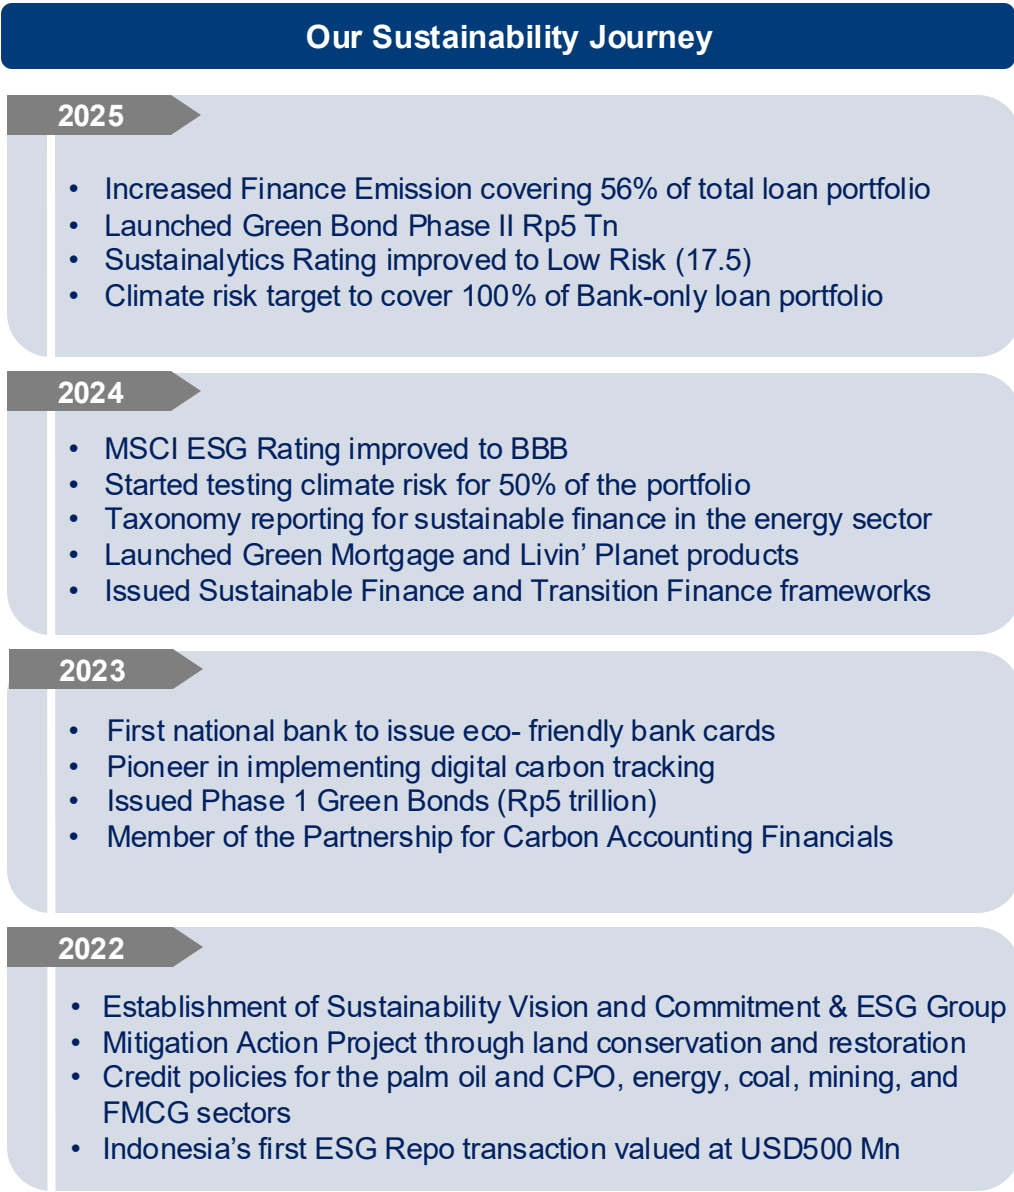 Our Sustainability Journey
2025
• Increased Finance Emission covering 56% of total loan portfolio
• Launched Green Bond Phase II Rp5 Tn
• Sustainalytics Rating improved to Low Risk (17.5)
• Climate risk target to cover 100% of Bank-only loan portfolio
2024
• MSCI ESG Rating improved to BBB
• Started testing climate risk for 50% of the portfolio
• Taxonomy reporting for sustainable finance in the energy sector
• Launched Green Mortgage and Livin’ Planet products
• Issued Sustainable Finance and Transition Finance frameworks
2023
• First national bank to issue eco- friendly bank cards
• Pioneer in implementing digital carbon tracking
• Issued Phase 1 Green Bonds (Rp5 trillion)
• Member of the Partnership for Carbon Accounting Financials
2022
• Establishment of Sustainability Vision and Commitment & ESG Group
• Mitigation Action Project through land conservation and restoration
• Credit policies for the palm oil and CPO, energy, coal, mining, and
FMCG sectors
• Indonesia’s first ESG Repo transaction valued at USD500 Mn